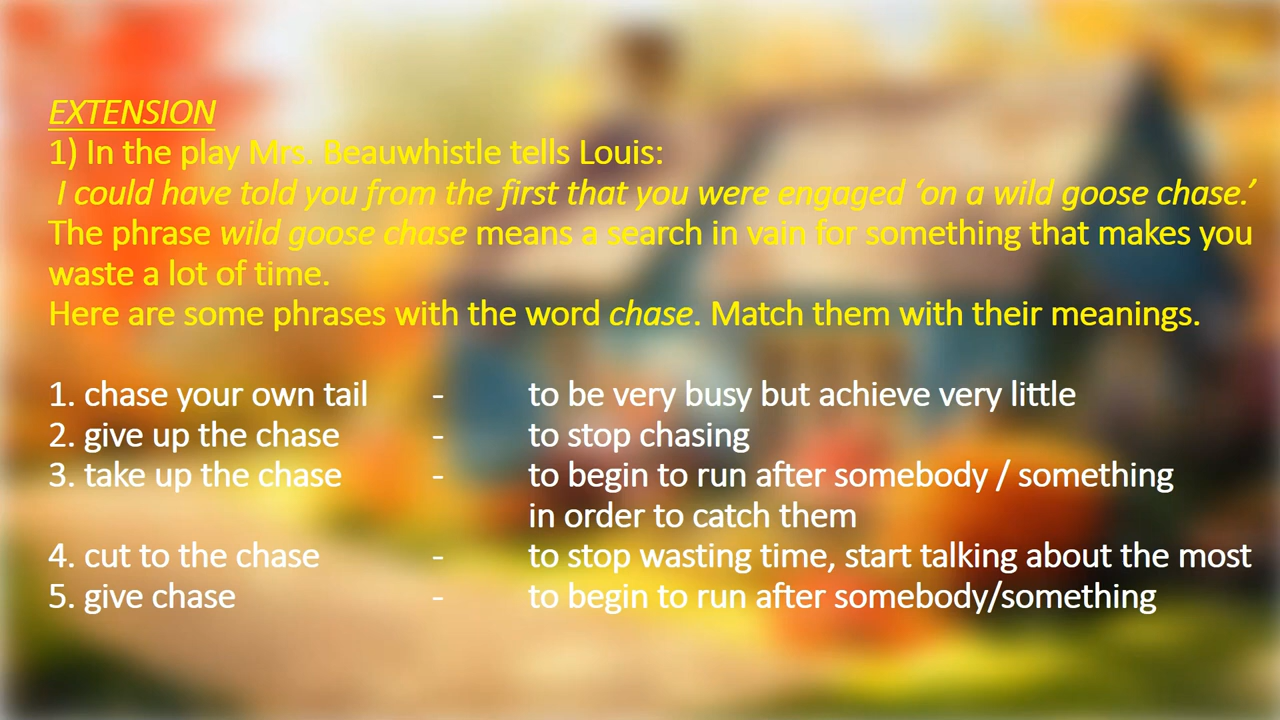 EXTENSION
1) In the play Mrs. Beauwhistle tells Louis:
I could have told you from the first that you were engaged ‘on a wild goose chase.’
The phrase wild goose chase means a search in vain for something that makes you
waste a lot of time.
Here are some phrases with the word chase. Match them with their meanings.
1. chase your own tail - to be very busy but achieve very little
2. give up the chase - to stop chasing
3. take up the chase - to begin to run after somebody / something
in order to catch them
4. cut to the chase - to stop wasting time, start talking about the most
5. give chase - to begin to run after somebody/something